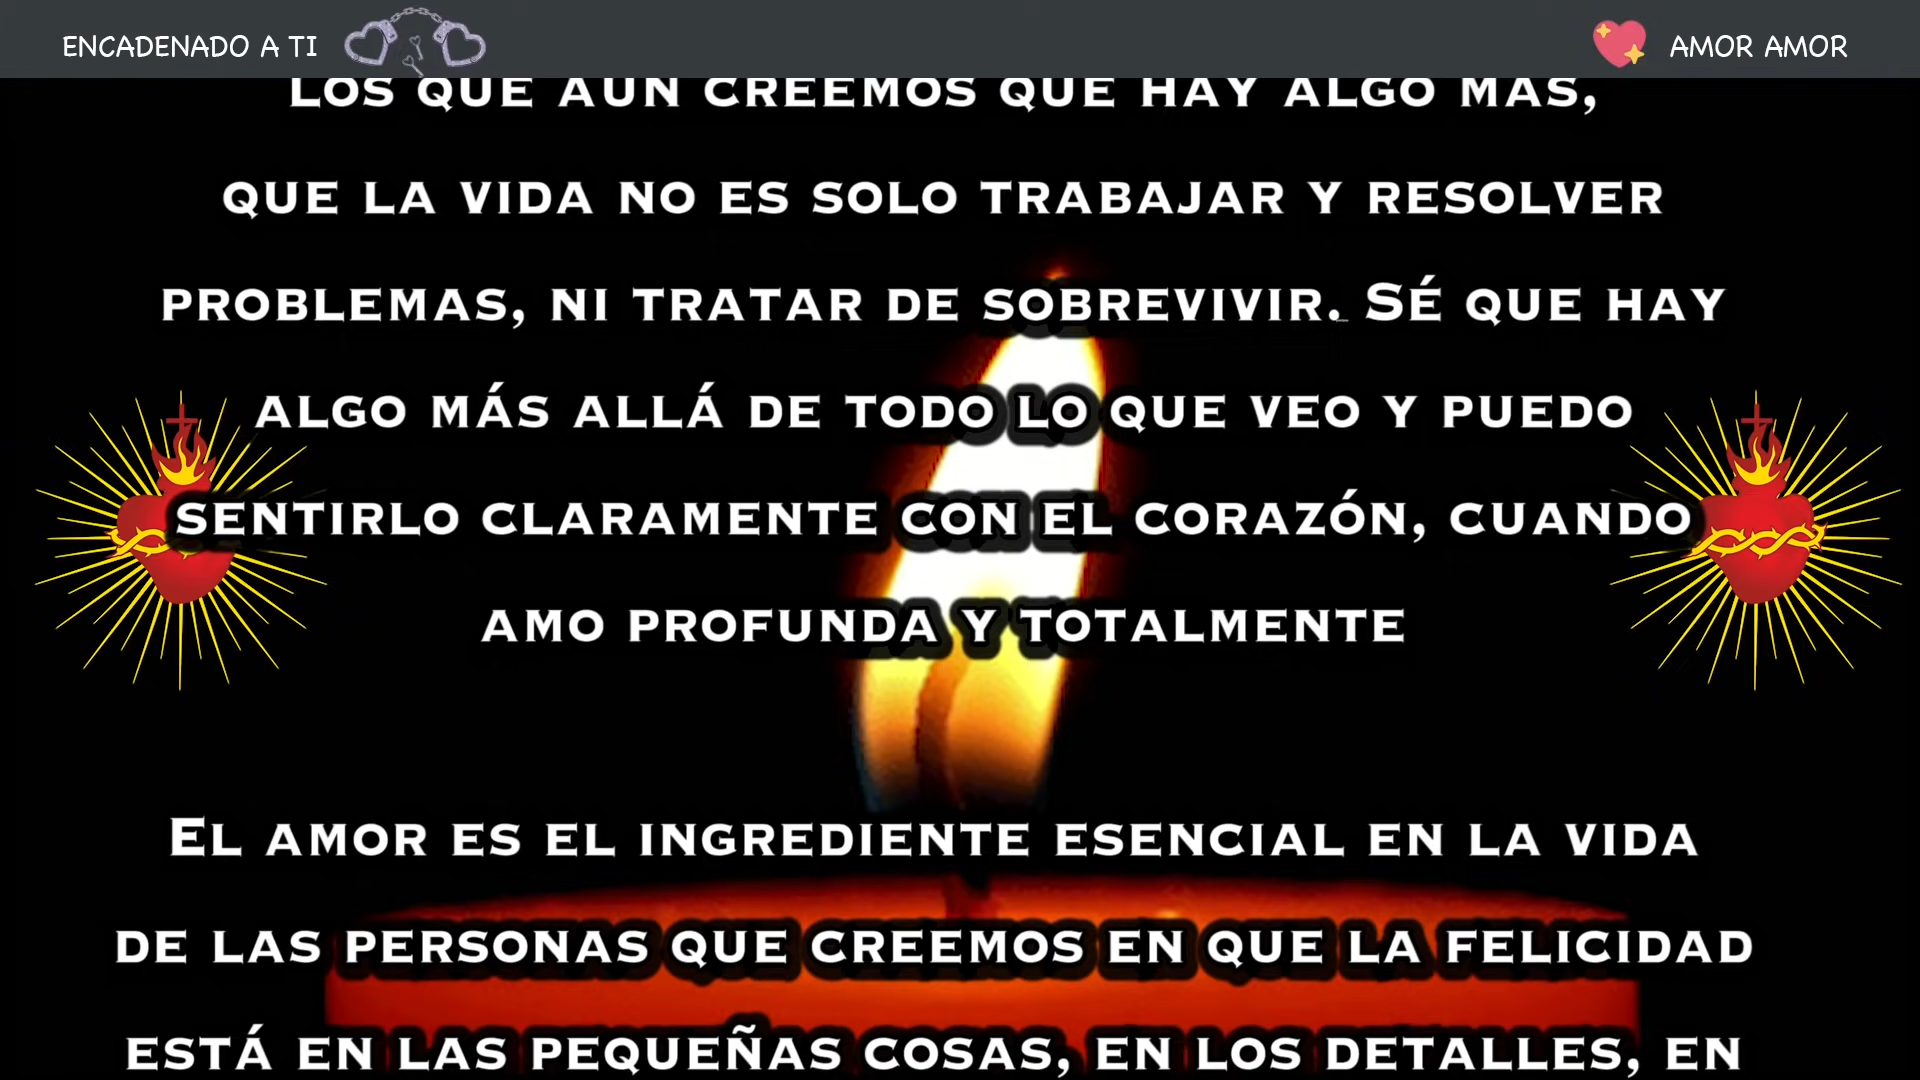 ENCADENADO A TI
AMOR AMOR
LOS QUE AUN CREEMOS QUE HAY ALGO MAS,
QUE LA VIDA NO ES SOLO TRABAJAR Y RESOLVER
PROBLEMAS, NI TRATAR DE SOBREVIVIR. SÉ QUE HAY
ALGO MÁS ALLÁ DE TODO LO QUE VEO Y PUEDO
SENTIRLO CLARAMENTE CON EL CORAZÓN, CUANDO
AMO PROFUNDA Y TOTALMENTE
EL AMOR ES EL INGREDIENTE ESENCIAL EN LA VIDA
DE LAS PERSONAS QUE CREEMOS EN QUE LA FELICIDAD
ESTÁ EN LAS PEQUEÑAS COSAS, EN LOS DETALLES, EN